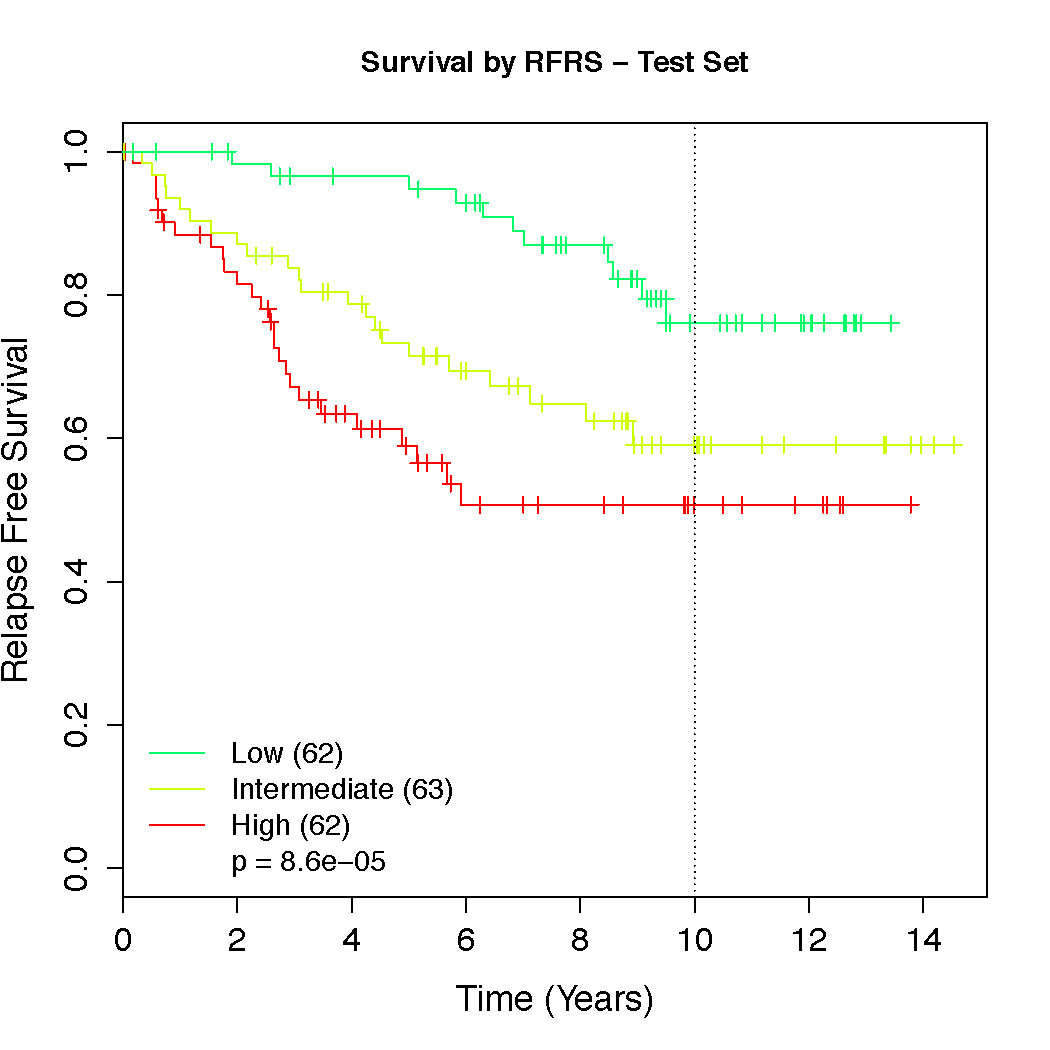 Survival by RFRS – Test Set
Relapse Free Survival
1.0
0.8
0.6
0.4
0.2
0.0
Low (62)
Intermediate (63)
High (62)
p = 8.6e–05
0 2 4 6 8 10 12 14
Time (Years)